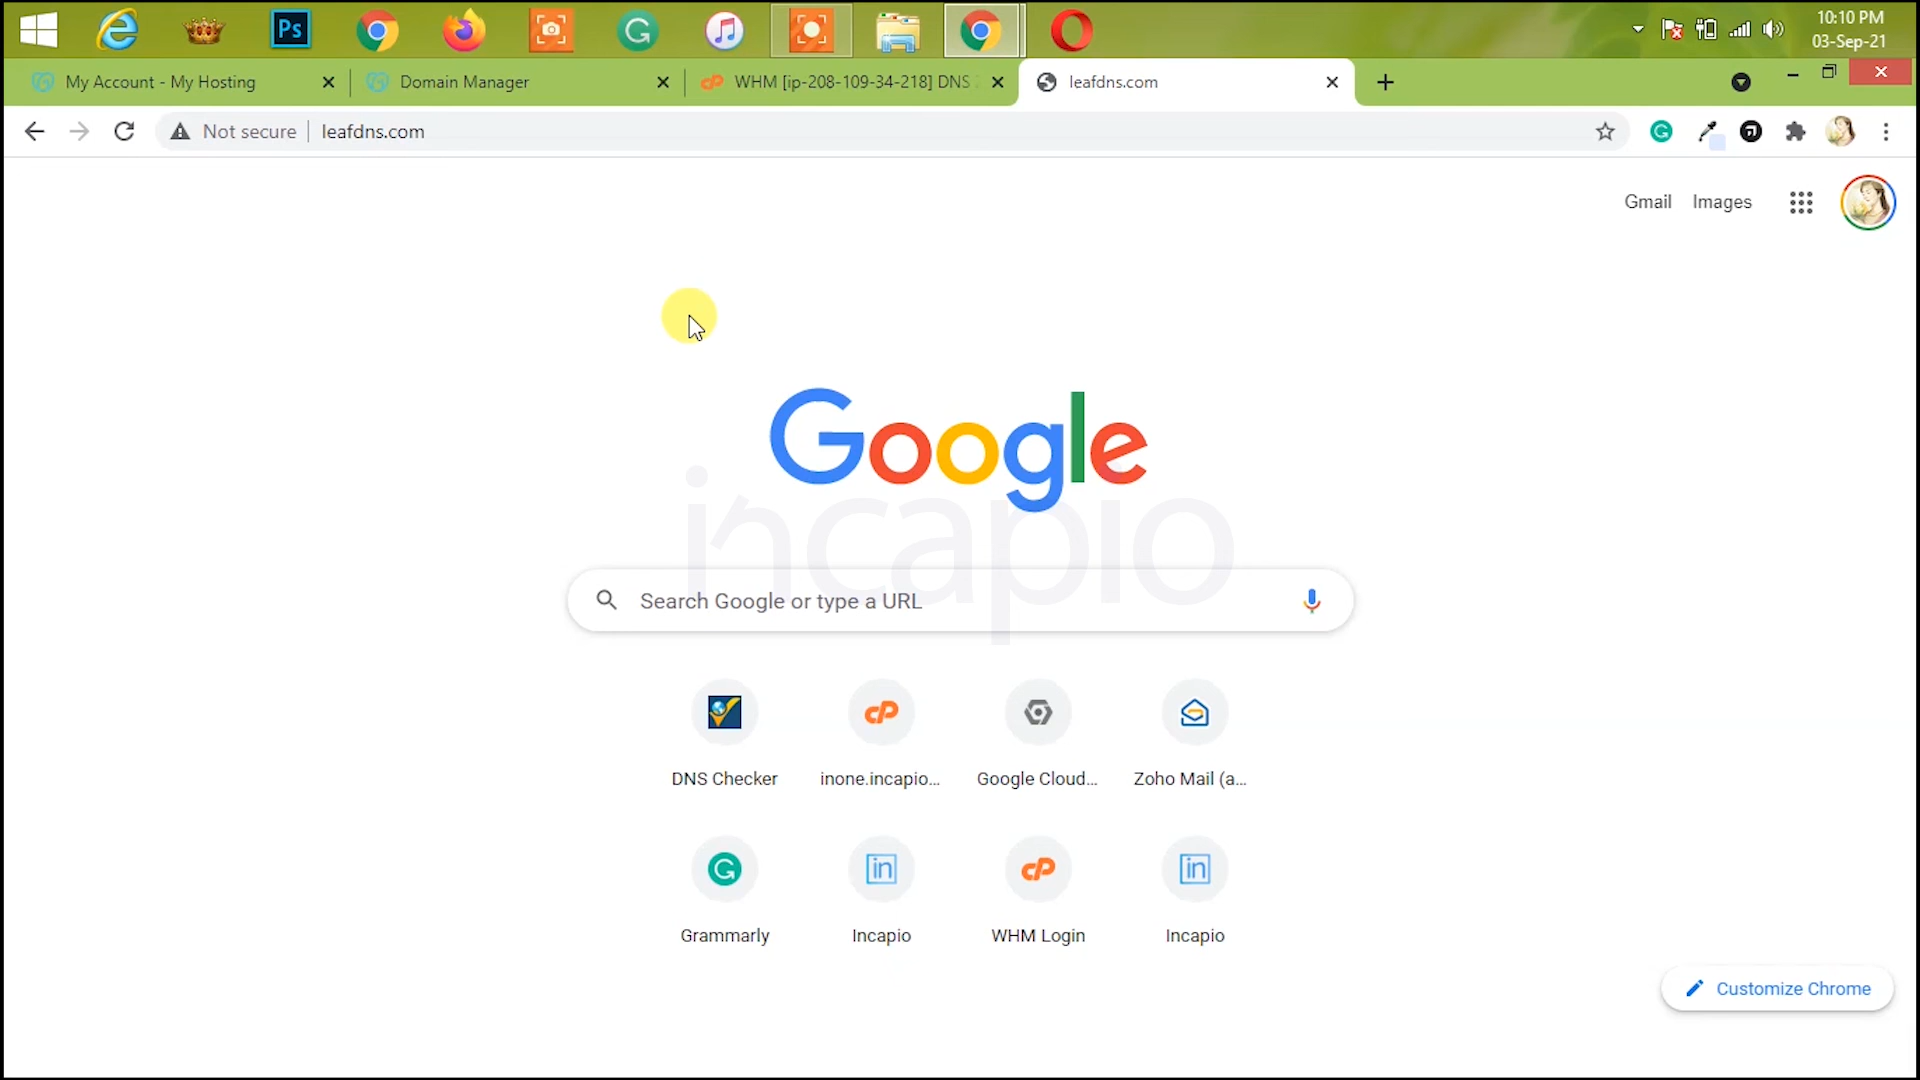 Ps
10:10 PM
03-Sep-21
My Account - My Hosting
Domain Manager
WHM [ip-208-109-34-218] DNS
leafdns.com
Not secure
leafdns.com
Gmail
Images
Google
incapio
Search Google or type a URL
DNS Checker
inone.incapio...
Google Cloud...
Zoho Mail (a...
Grammarly
Incapio
WHM Login
Incapio
Customize Chrome